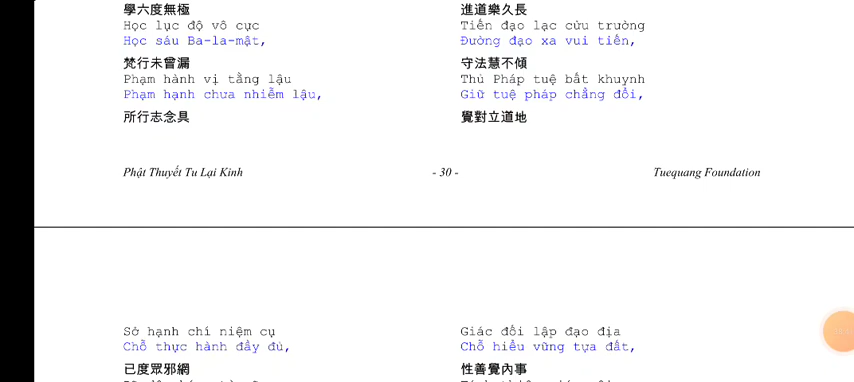 學六度無極
Học lục độ vô cực
Học sáu Ba-la-mật,
梵行未曾漏
Phạm hành vị tằng lậu
Phạm hạnh chưa nhiễm lậu,
所行志念具
進道樂久長
Tiến đạo lạc cửu trường
Đường đạo xa vui tiến,
守法慧不傾
Thủ Pháp tuệ bất khuynh
Giữ tuệ pháp chẳng đổi,
覺對立道地
Phật Thuyết Tu Lại Kinh - 30 - Tuequang Foundation
Sở hạnh chí niệm cụ
Chỗ thực hành đầy đủ,
已度眾邪網
Giác đối lập đạo địa
Chỗ hiểu vững tựa đất,
性善覺內事